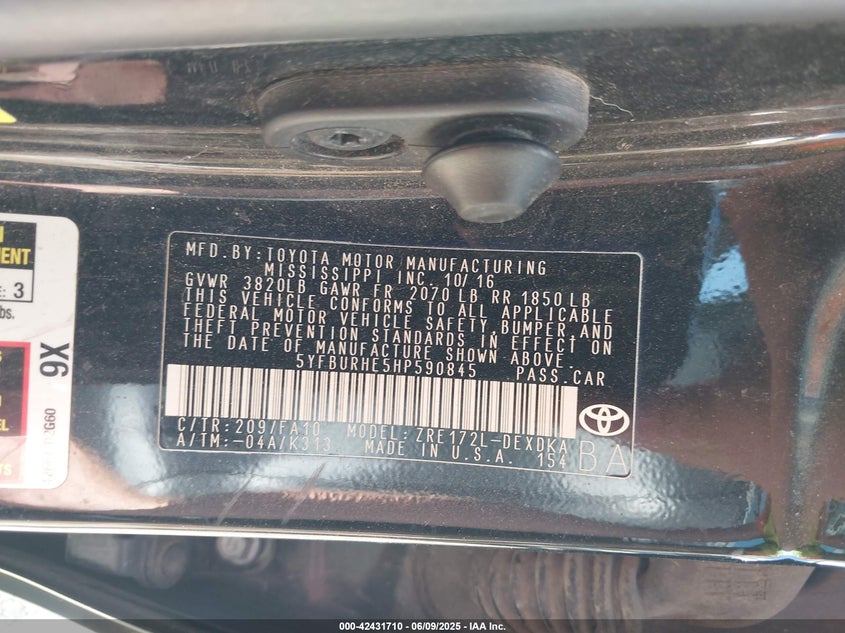 MFD. BY: TOYOTA MOTOR MANUFACTURING
MISSISSIPPI INC. 10/16
GVWR 3820LB GAWR FR 2070 LB RR 1850 LB
THIS VEHICLE CONFORMS TO ALL APPLICABLE
FEDERAL MOTOR VEHICLE SAFETY, BUMPER, AND
THEFT PREVENTION STANDARDS IN EFFECT ON
THE DATE OF MANUFACTURE SHOWN ABOVE.
5YFBURHE5HP590845 PASS. CAR
C/TR: 209/FA10 MODEL: ZRE172L-DEXDKA
A/TM: -04A/K313 MADE IN U.S.A. 154
BA
: 3
bs.
9X
000-42431710 - 06/09/2025 - IAA Inc.